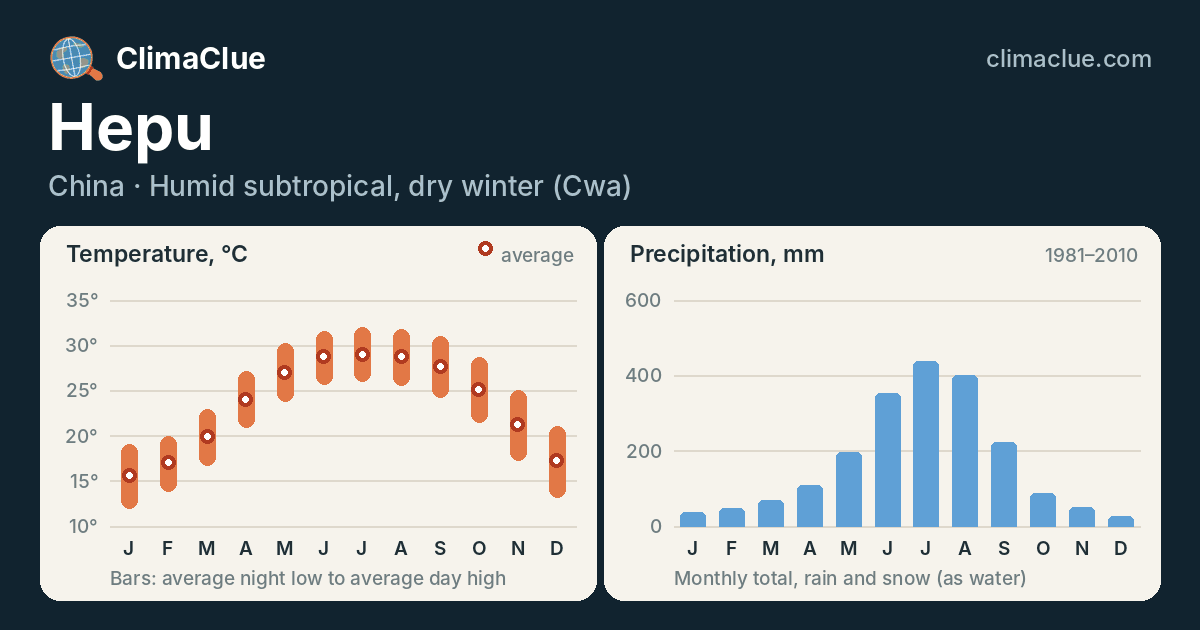 ClimaClue
climaclue.com
Hepu
China · Humid subtropical, dry winter (Cwa)
Temperature, °C
average
35°
30°
25°
20°
15°
10°
J F M A M J J A S O N D
Bars: average night low to average day high
Precipitation, mm
1981–2010
600
400
200
0
J F M A M J J A S O N D
Monthly total, rain and snow (as water)